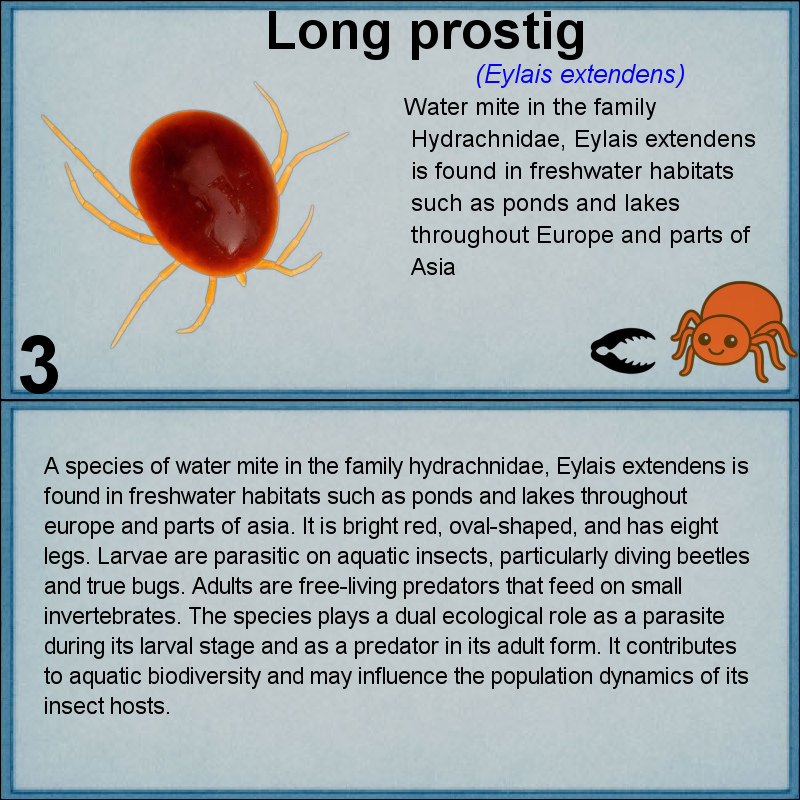 Long prostig
(Eylais extendens)
Water mite in the family
Hydrachnidae, Eylais extendens
is found in freshwater habitats
such as ponds and lakes
throughout Europe and parts of
Asia
3
A species of water mite in the family hydrachnidae, Eylais extendens is
found in freshwater habitats such as ponds and lakes throughout
europe and parts of asia. It is bright red, oval-shaped, and has eight
legs. Larvae are parasitic on aquatic insects, particularly diving beetles
and true bugs. Adults are free-living predators that feed on small
invertebrates. The species plays a dual ecological role as a parasite
during its larval stage and as a predator in its adult form. It contributes
to aquatic biodiversity and may influence the population dynamics of its
insect hosts.